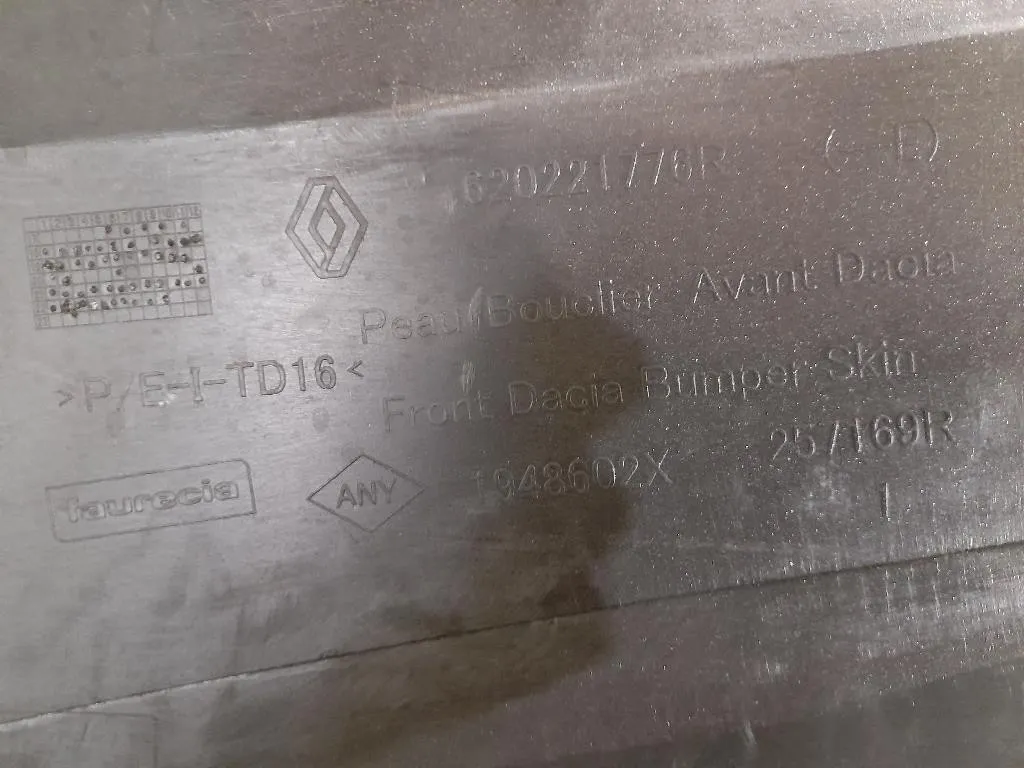 620221776R (- D)
Peau Bouclier Avant Dacia
>P/E-I-TD16<
Front Dacia Bumper Skin
faurecia
ANY
1948602X
257169R